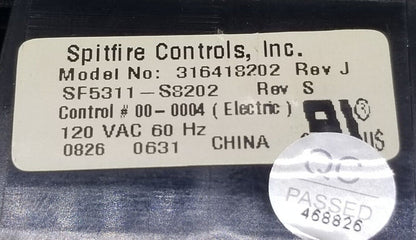 Spitfire Controls, Inc.
Model No: 316418202 Rev J
SF5311-S8202 Rev S
Control # 00-0004 (Electric)
120 VAC 60 Hz
0826 0631 CHINA
US
QC
PASSED
468826